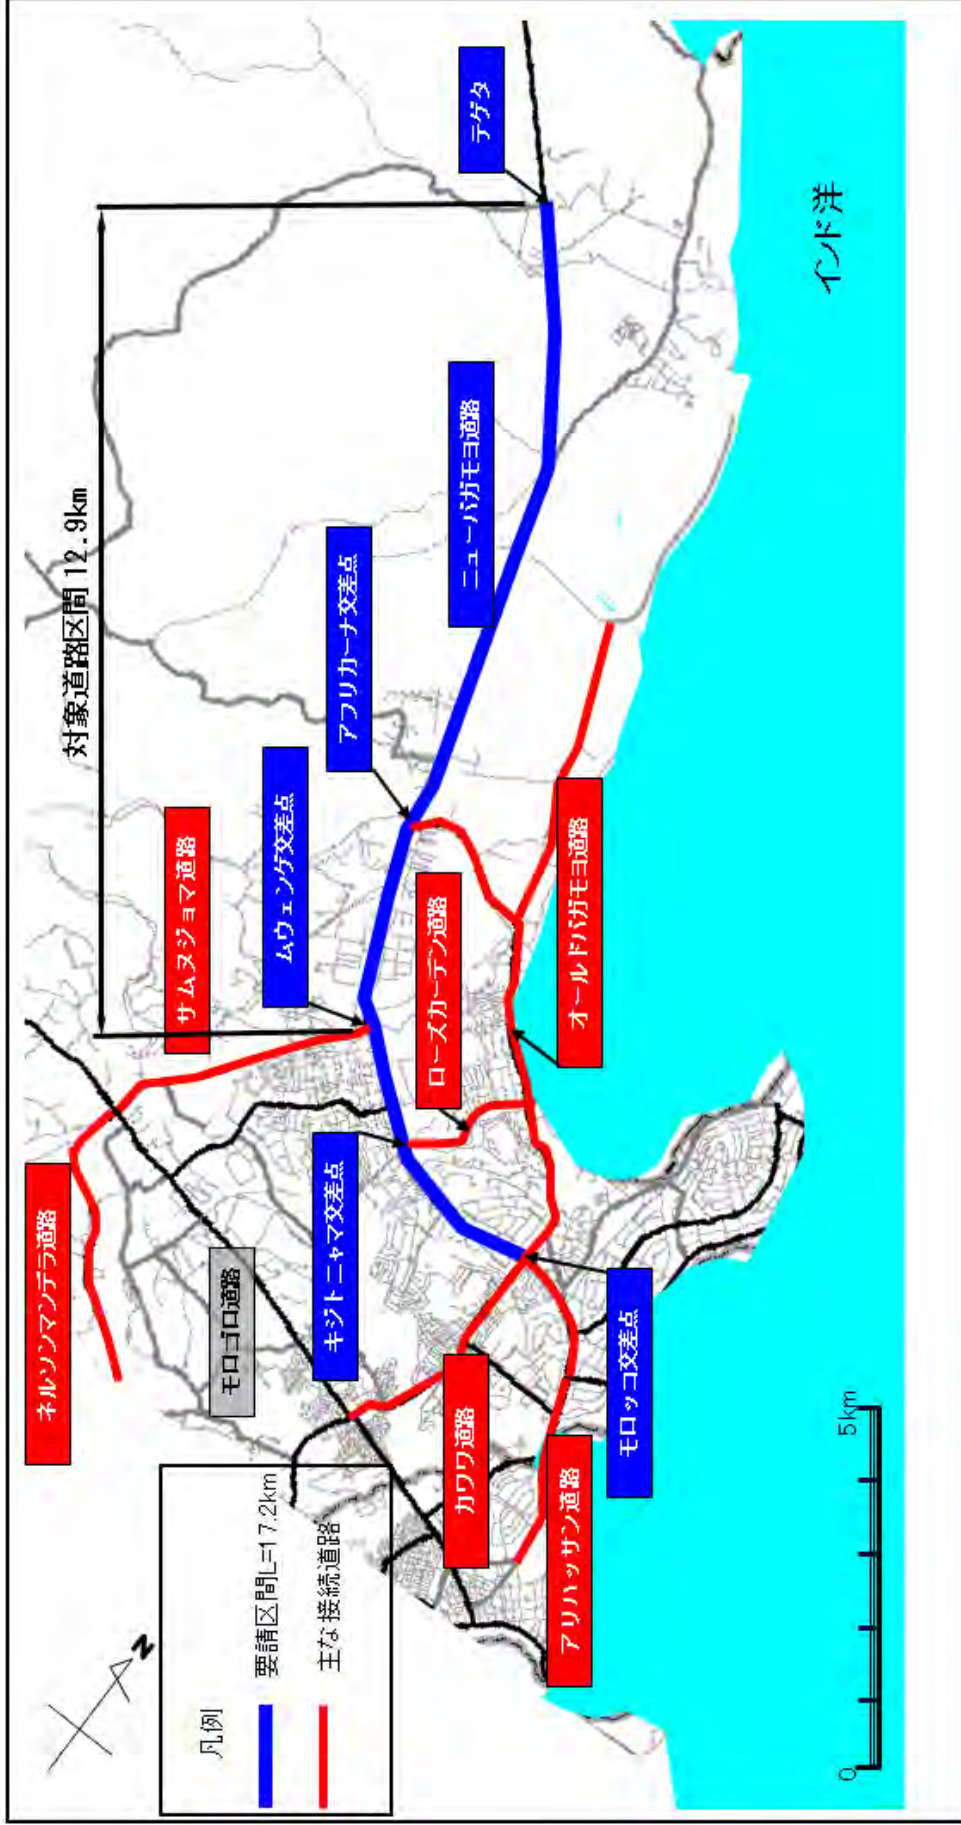 対象道路区間12.9km
テゲタ
ニューバガモヨ道路
アフリカーナ交差点
ムウェンゲ交差点
サムヌジョマ道路
ローズガーデン道路
オールドバガモヨ道路
インド洋
ネルソンマンデラ道路
モロゴロ道路
キジトニャマ交差点
カワワ道路
モロッコ交差点
アリハッサン道路
N
凡例
要請区間L=17.2km
主な接続道路
0
5km